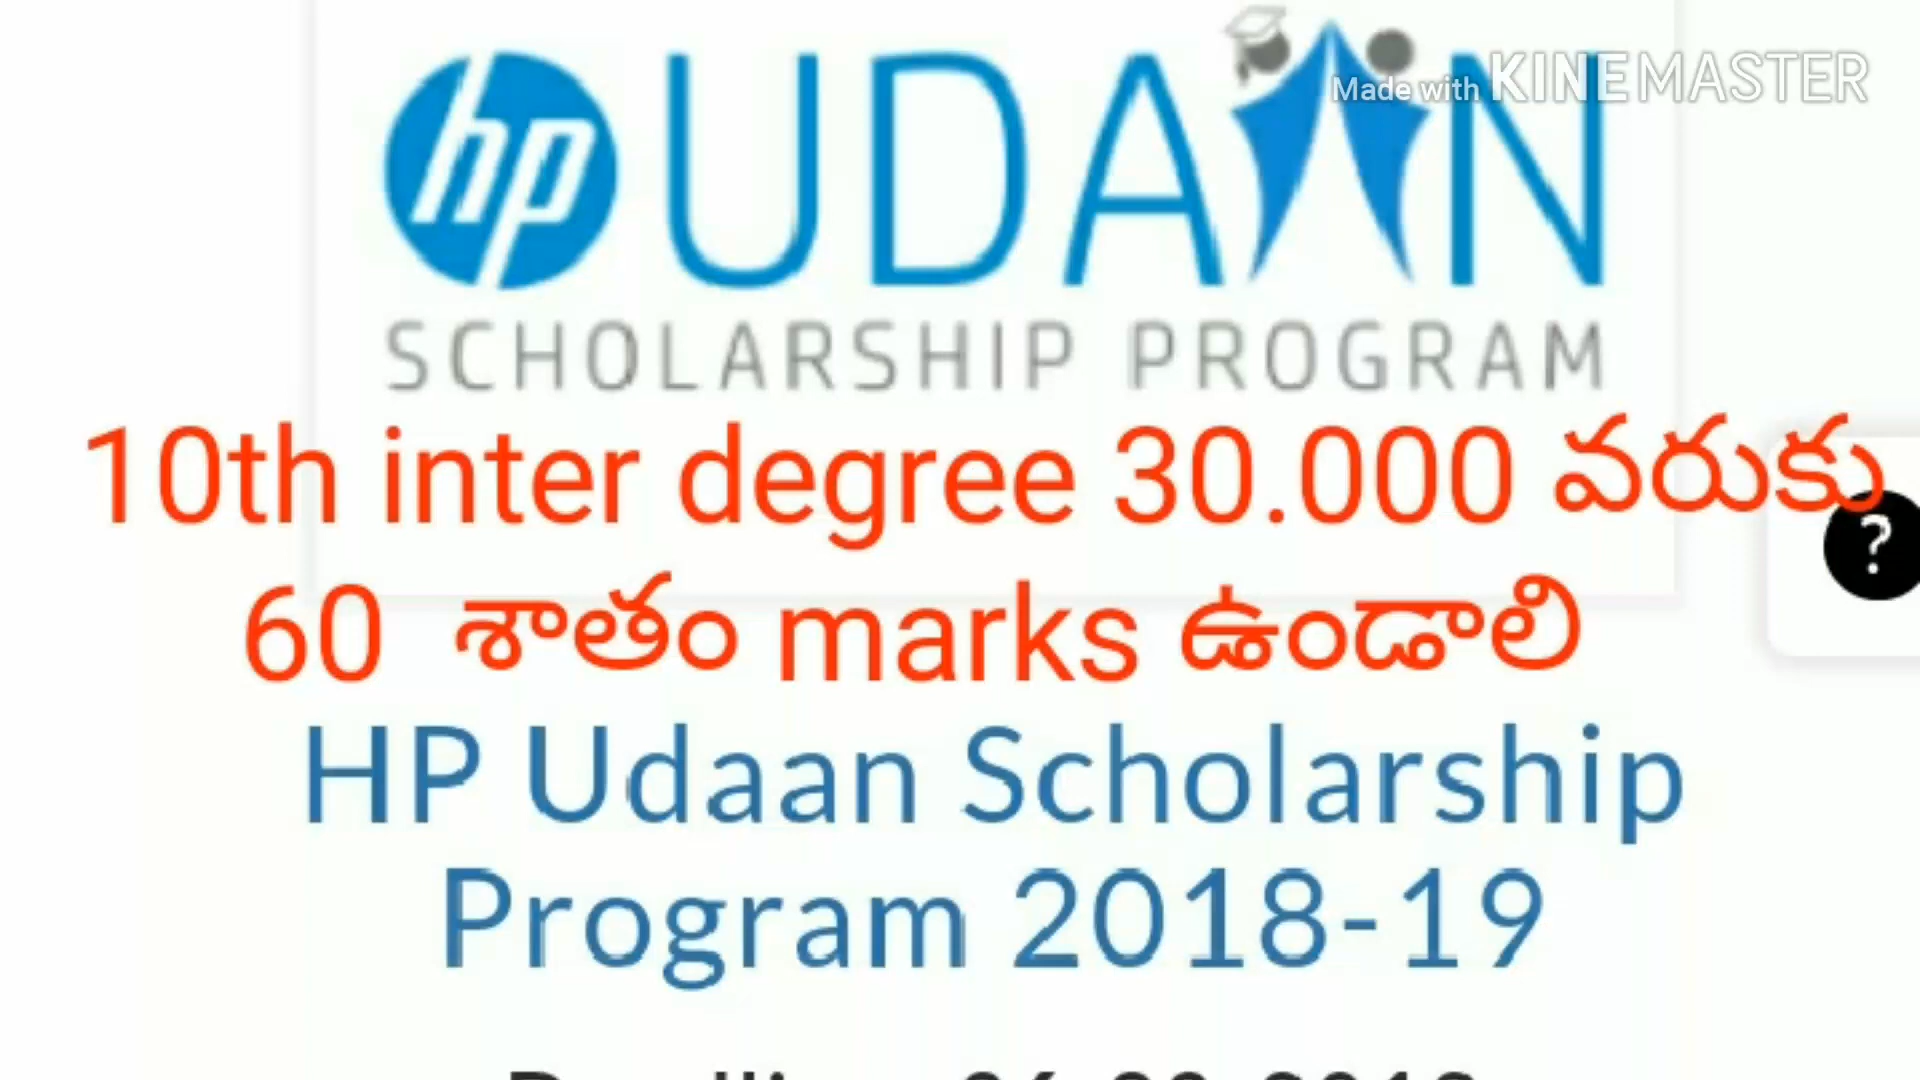 hp UDAAN
Made with KINEMASTER
SCHOLARSHIP PROGRAM
10th inter degree 30.000 వరుకు
?
60 శాతం marks ఉండాలి
HP Udaan Scholarship
Program 2018-19